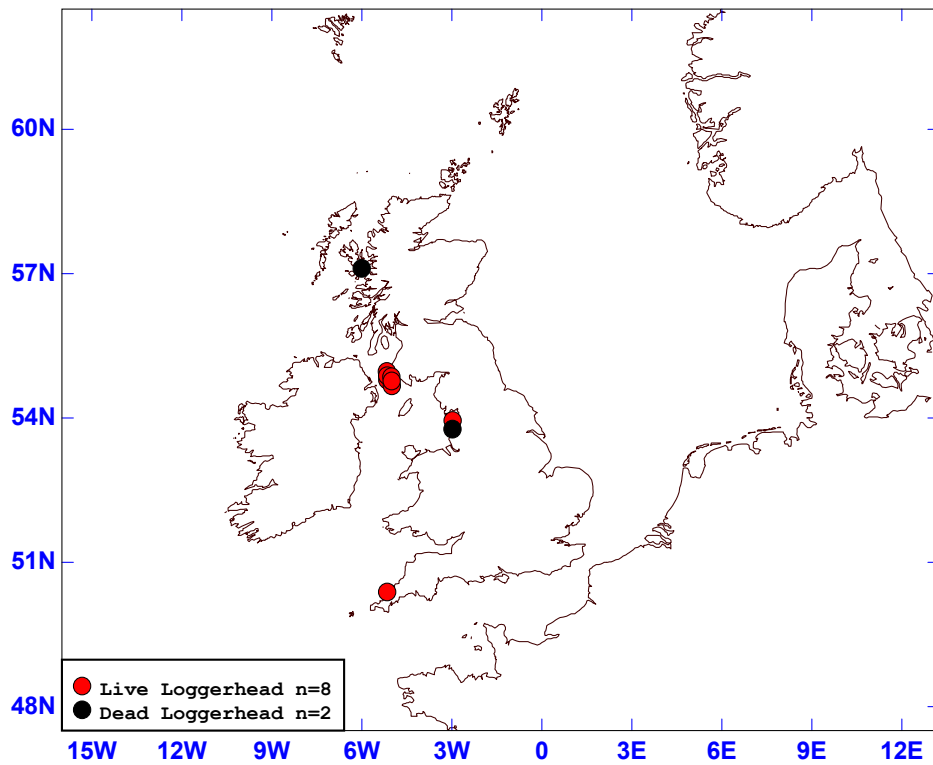 60N
57N
54N
51N
48N
Live Loggerhead n=8
Dead Loggerhead n=2
15W 12W 9W 6W 3W 0 3E 6E 9E 12E